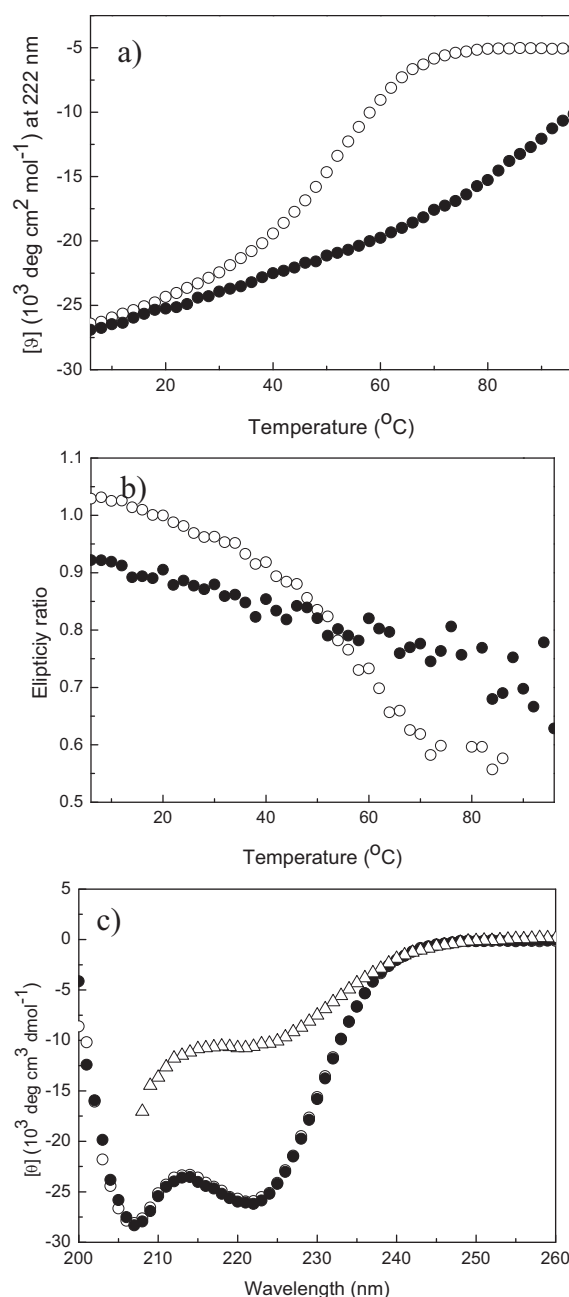 a)
[ϑ] (10³ deg cm² mol⁻¹) at 222 nm
-5
-10
-15
-20
-25
-30
20 40 60 80
Temperature (°C)
b)
Elipticiy ratio
1.1
1.0
0.9
0.8
0.7
0.6
0.5
20 40 60 80
Temperature (°C)
c)
[θ] (10³ deg cm³ dmol⁻¹)
5
0
-5
-10
-15
-20
-25
-30
200 210 220 230 240 250 260
Wavelength (nm)